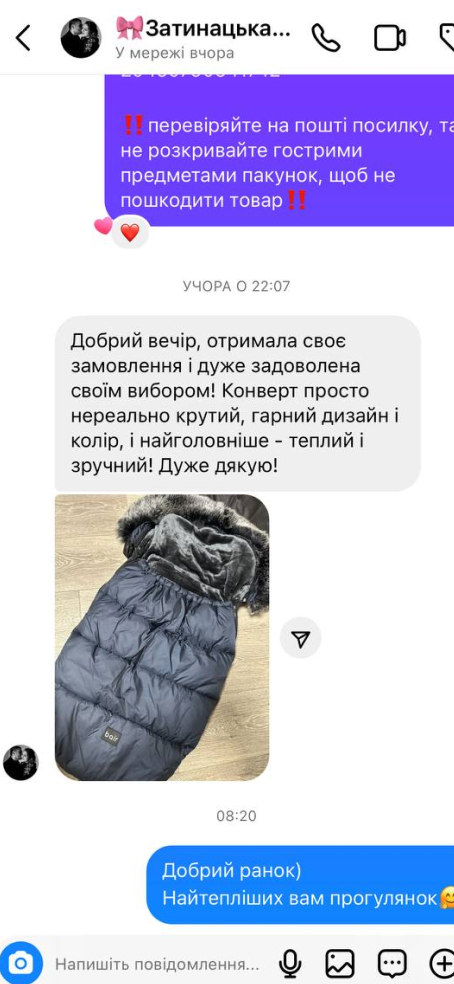 🎀Затинацька...
У мережі вчора
‼️перевіряйте на пошті посилку, та
не розкривайте гострими
предметами пакунок, щоб не
пошкодити товар‼️
УЧОРА О 22:07
Добрий вечір, отримала своє
замовлення і дуже задоволена
своїм вибором! Конверт просто
нереально крутий, гарний дизайн і
колір, і найголовніше - теплий і
зручний! Дуже дякую!
bair
08:20
Добрий ранок)
Найтепліших вам прогулянок🤗
Напишіть повідомлення...